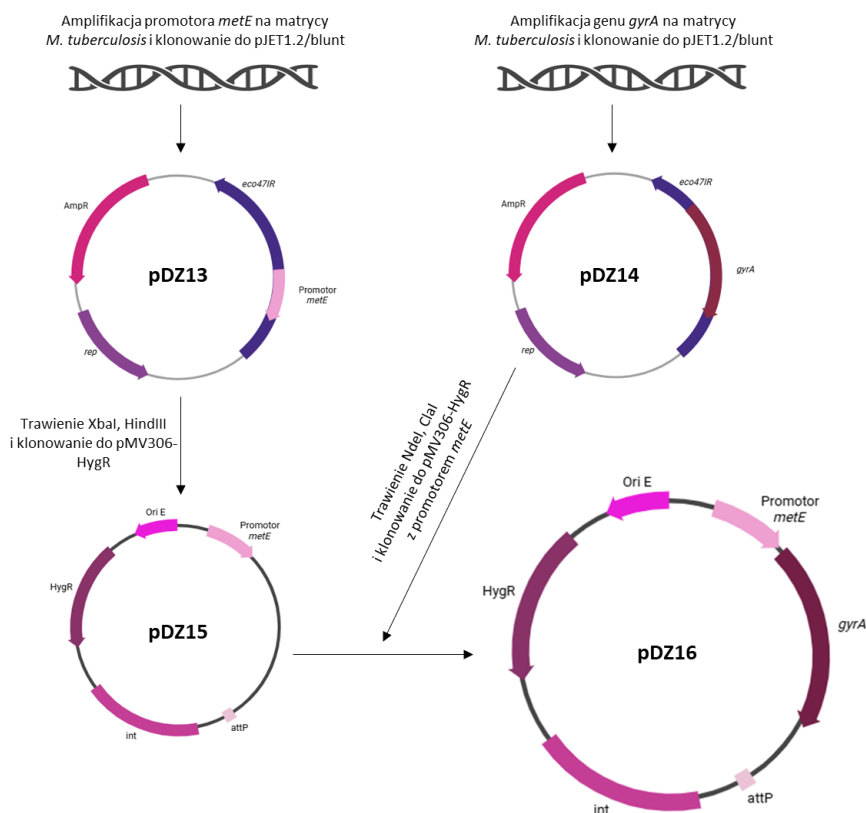 Amplifikacja promotora metE na matrycy
M. tuberculosis i klonowanie do pJET1.2/blunt
Amplifikacja genu gyrA na matrycy
M. tuberculosis i klonowanie do pJET1.2/blunt
eco47IR
AmpR
pDZ13
Promotor
metE
rep
eco47IR
AmpR
pDZ14
gyrA
rep
Trawienie XbaI, HindIII
i klonowanie do pMV306-
HygR
Trawienie NdeI, ClaI
i klonowanie do pMV306-HygR
z promotorem metE
Ori E
Promotor
metE
HygR
pDZ15
int
attP
Ori E
Promotor
metE
HygR
gyrA
pDZ16
attP
int